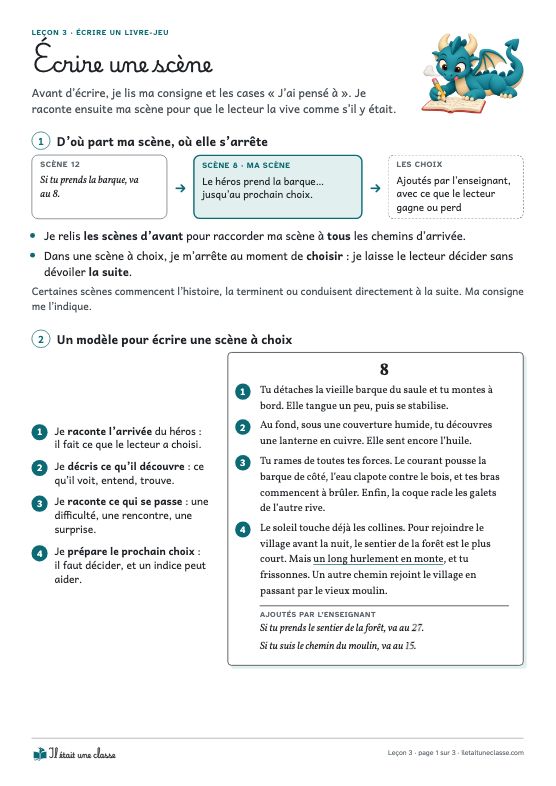 LEÇON 3 · ÉCRIRE UN LIVRE-JEU
Écrire une scène
Avant d'écrire, je lis ma consigne et les cases « J'ai pensé à ». Je
raconte ensuite ma scène pour que le lecteur la vive comme s'il y était.
1 D'où part ma scène, où elle s'arrête
SCÈNE 12
Si tu prends la barque, va
au 8.
→
SCÈNE 8 · MA SCÈNE
Le héros prend la barque...
jusqu'au prochain choix.
→
LES CHOIX
Ajoutés par l'enseignant,
avec ce que le lecteur
gagne ou perd
• Je relis les scènes d'avant pour raccorder ma scène à tous les chemins d'arrivée.
• Dans une scène à choix, je m'arrête au moment de choisir : je laisse le lecteur décider sans
dévoiler la suite.
Certaines scènes commencent l'histoire, la terminent ou conduisent directement à la suite. Ma consigne
me l'indique.
2 Un modèle pour écrire une scène à choix
1 Je raconte l'arrivée du héros :
il fait ce que le lecteur a choisi.
2 Je décris ce qu'il découvre : ce
qu'il voit, entend, trouve.
3 Je raconte ce qui se passe : une
difficulté, une rencontre, une
surprise.
4 Je prépare le prochain choix :
il faut décider, et un indice peut
aider.
8
1 Tu détaches la vieille barque du saule et tu montes à
bord. Elle tangue un peu, puis se stabilise.
2 Au fond, sous une couverture humide, tu découvres
une lanterne en cuivre. Elle sent encore l'huile.
3 Tu rames de toutes tes forces. Le courant pousse la
barque de côté, l'eau clapote contre le bois, et tes bras
commencent à brûler. Enfin, la coque racle les galets
de l'autre rive.
4 Le soleil touche déjà les collines. Pour rejoindre le
village avant la nuit, le sentier de la forêt est le plus
court. Mais un long hurlement en monte, et tu
frissonnes. Un autre chemin rejoint le village en
passant par le vieux moulin.
AJOUTÉS PAR L'ENSEIGNANT
Si tu prends le sentier de la forêt, va au 27.
Si tu suis le chemin du moulin, va au 15.
Il était une classe
Leçon 3 · page 1 sur 3 · iletaituneclasse.com